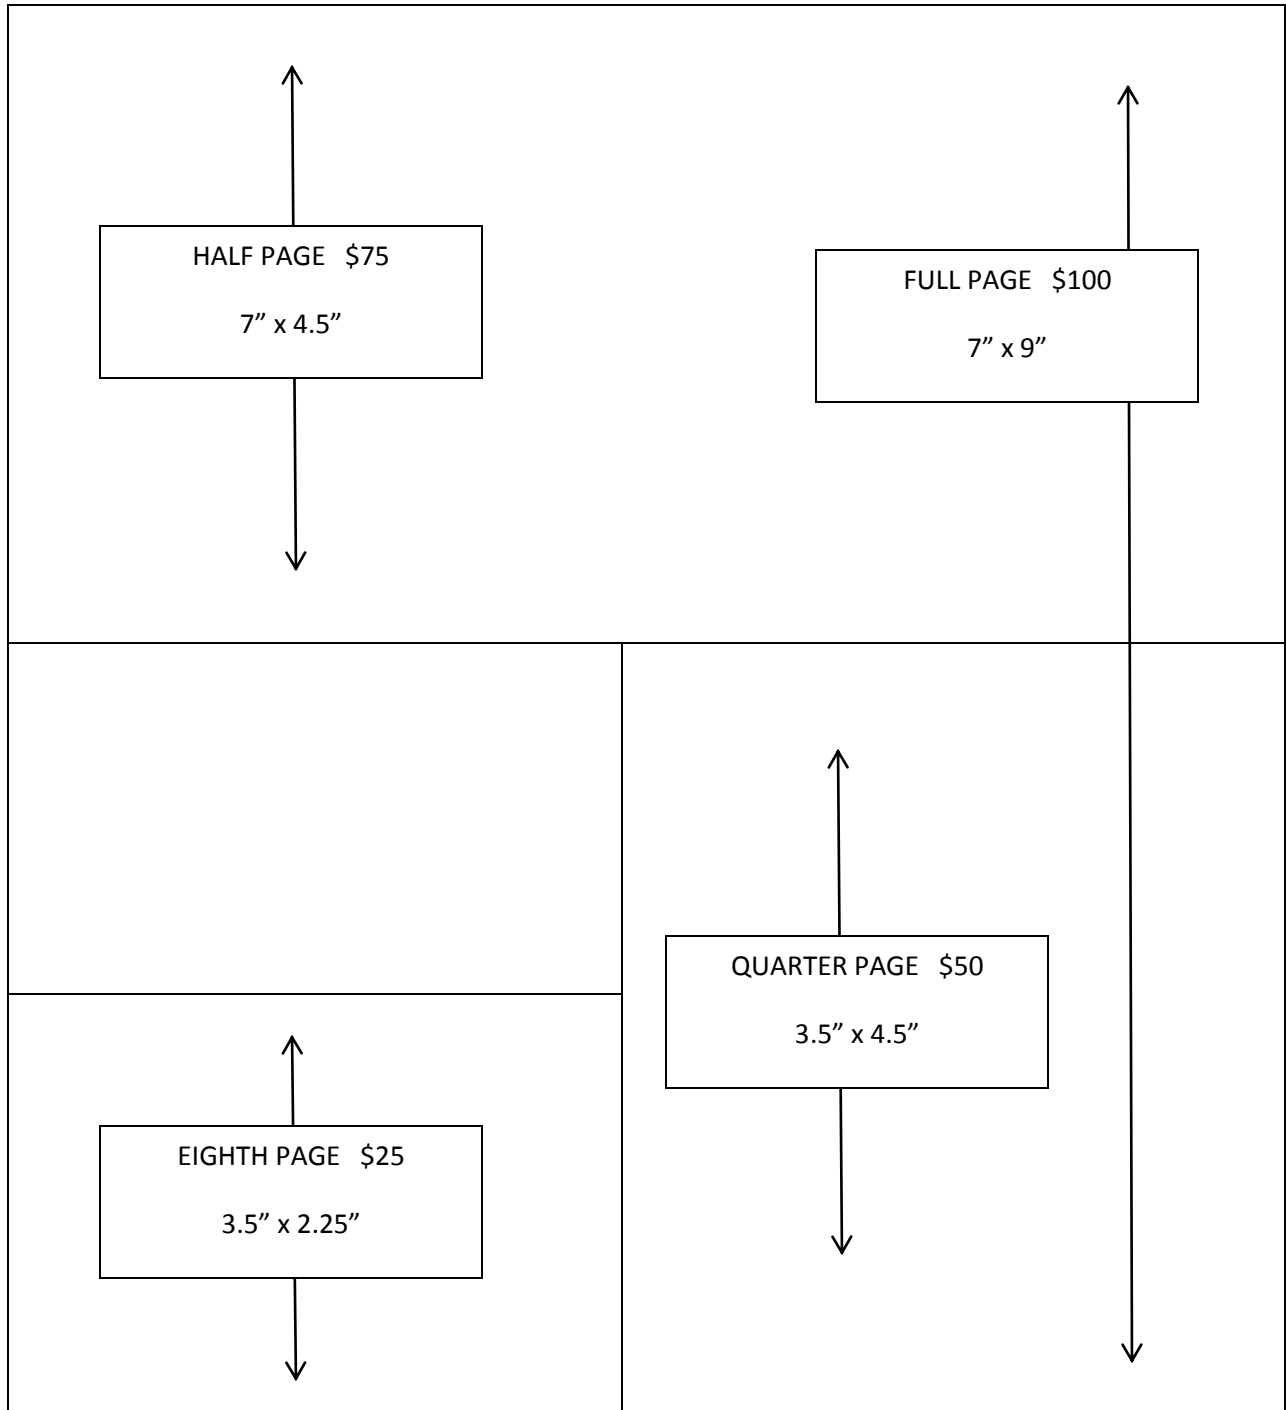 HALF PAGE   $75
7” x 4.5”
FULL PAGE   $100
7” x 9”
QUARTER PAGE   $50
3.5” x 4.5”
EIGHTH PAGE   $25
3.5” x 2.25”